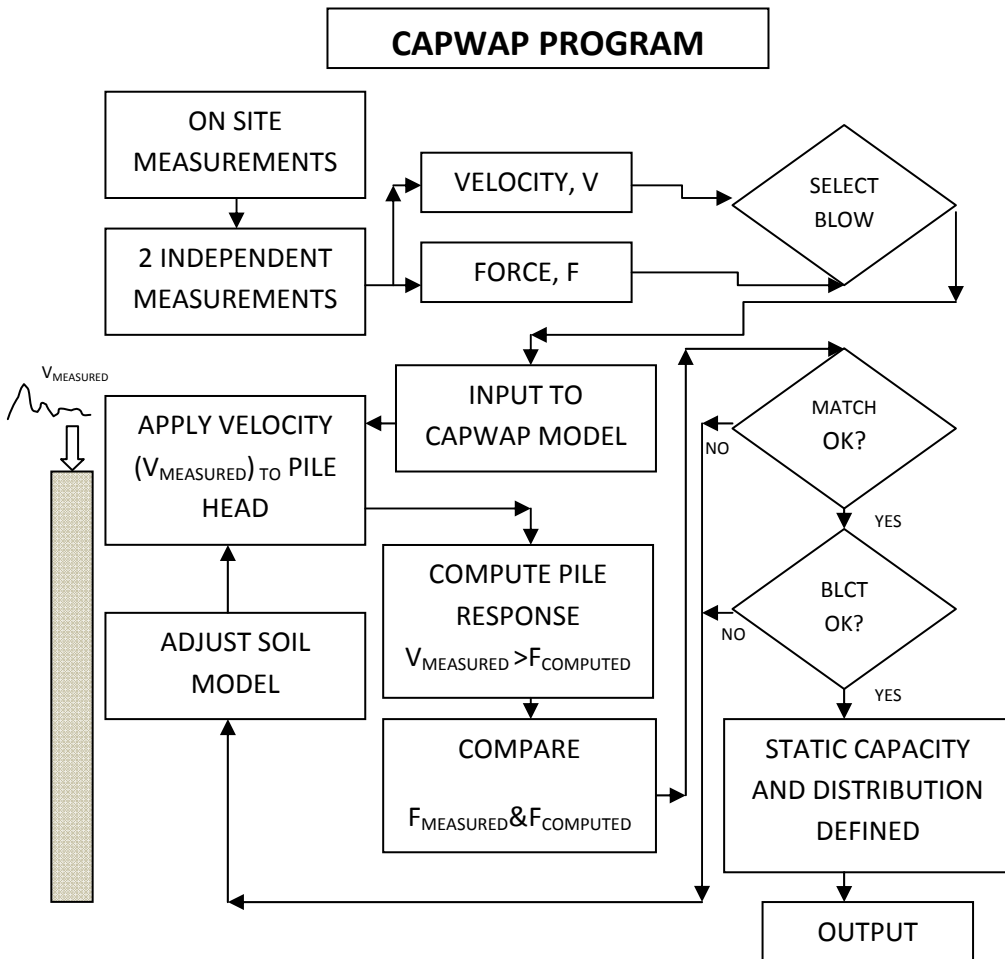 CAPWAP PROGRAM
ON SITE
MEASUREMENTS
2 INDEPENDENT
MEASUREMENTS
VELOCITY, V
FORCE, F
SELECT
BLOW
INPUT TO
CAPWAP MODEL
VMEASURED
APPLY VELOCITY
(VMEASURED) TO PILE
HEAD
COMPUTE PILE
RESPONSE
VMEASURED >FCOMPUTED
COMPARE
FMEASURED&FCOMPUTED
ADJUST SOIL
MODEL
MATCH
OK?
NO
YES
BLCT
OK?
NO
YES
STATIC CAPACITY
AND DISTRIBUTION
DEFINED
OUTPUT